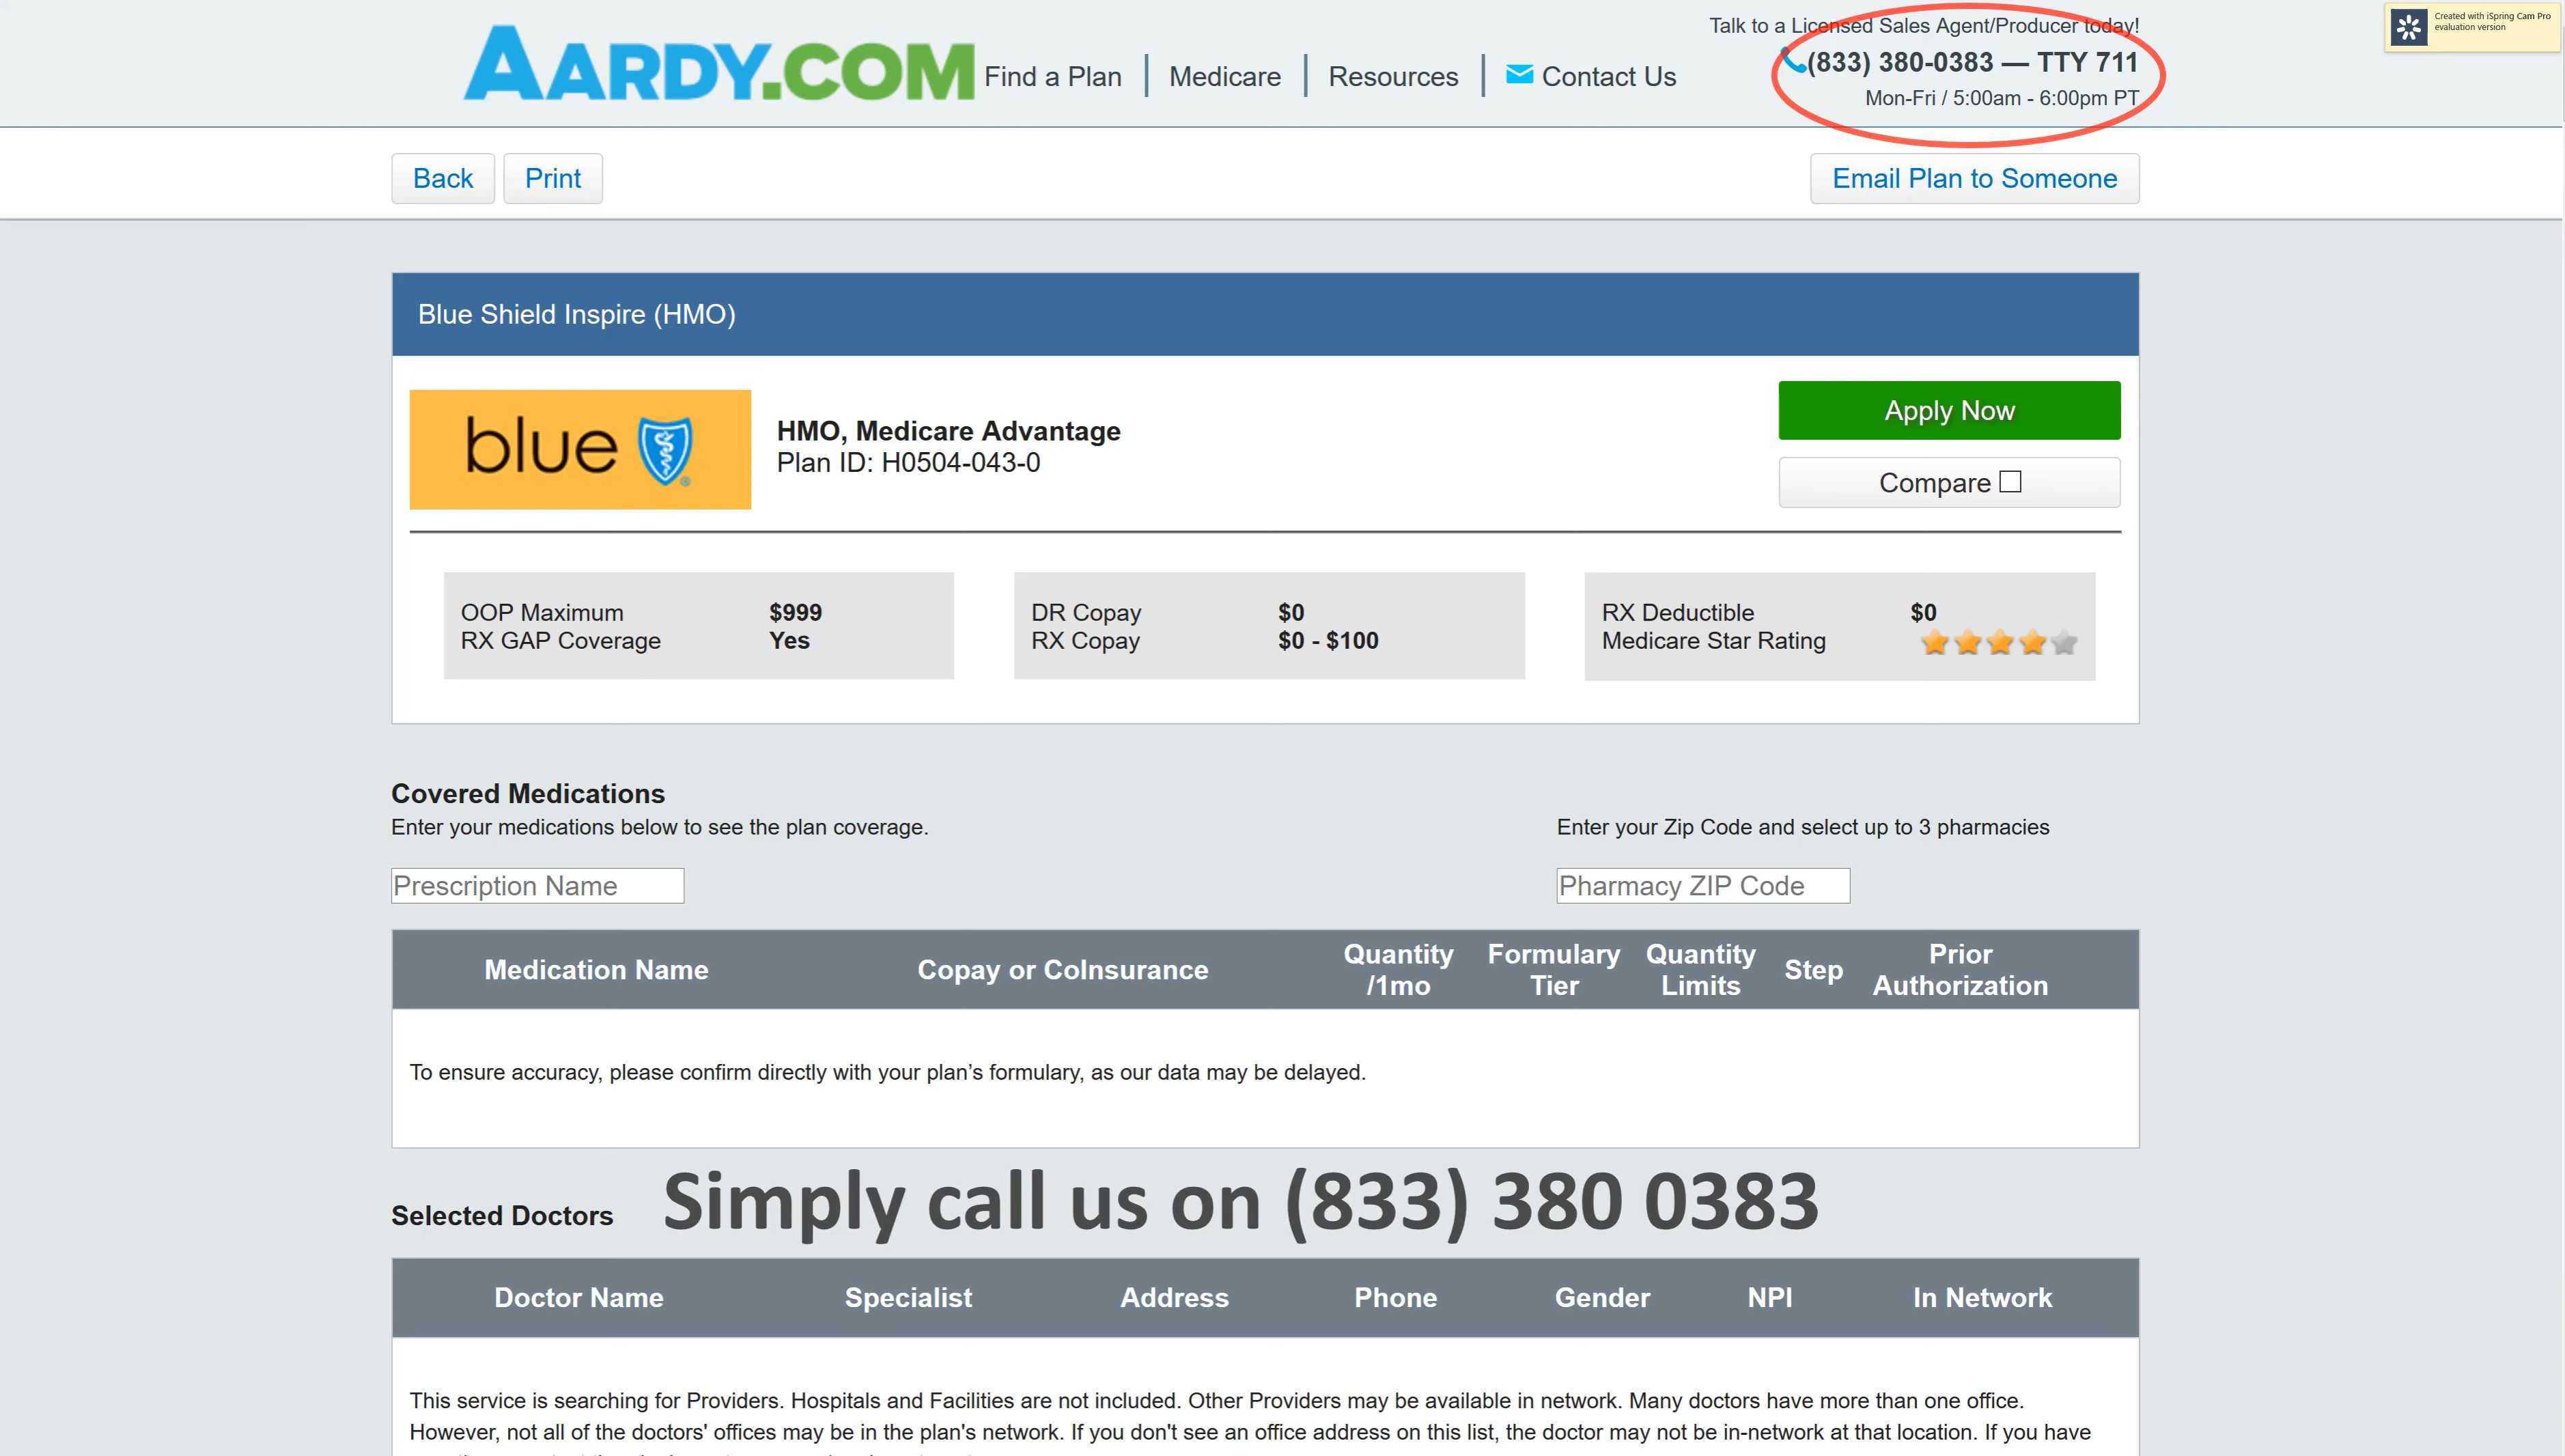 Talk to a Licensed Sales Agent/Producer today!
Created with iSpring Cam Pro
evaluation version
AARDY.COM
Find a Plan
Medicare
Resources
Contact Us
(833) 380-0383 — TTY 711
Mon-Fri / 5:00am - 6:00pm PT
Back
Print
Email Plan to Someone
Blue Shield Inspire (HMO)
blue
HMO, Medicare Advantage
Plan ID: H0504-043-0
Apply Now
Compare
OOP Maximum $999
RX GAP Coverage Yes
DR Copay $0
RX Copay $0 - $100
RX Deductible $0
Medicare Star Rating
Covered Medications
Enter your medications below to see the plan coverage.
Enter your Zip Code and select up to 3 pharmacies
Prescription Name
Pharmacy ZIP Code
Medication Name
Copay or CoInsurance
Quantity
/1mo
Formulary
Tier
Quantity
Limits
Step
Prior
Authorization
To ensure accuracy, please confirm directly with your plan’s formulary, as our data may be delayed.
Simply call us on (833) 380 0383
Selected Doctors
Doctor Name
Specialist
Address
Phone
Gender
NPI
In Network
This service is searching for Providers. Hospitals and Facilities are not included. Other Providers may be available in network. Many doctors have more than one office.
However, not all of the doctors' offices may be in the plan's network. If you don't see an office address on this list, the doctor may not be in-network at that location. If you have